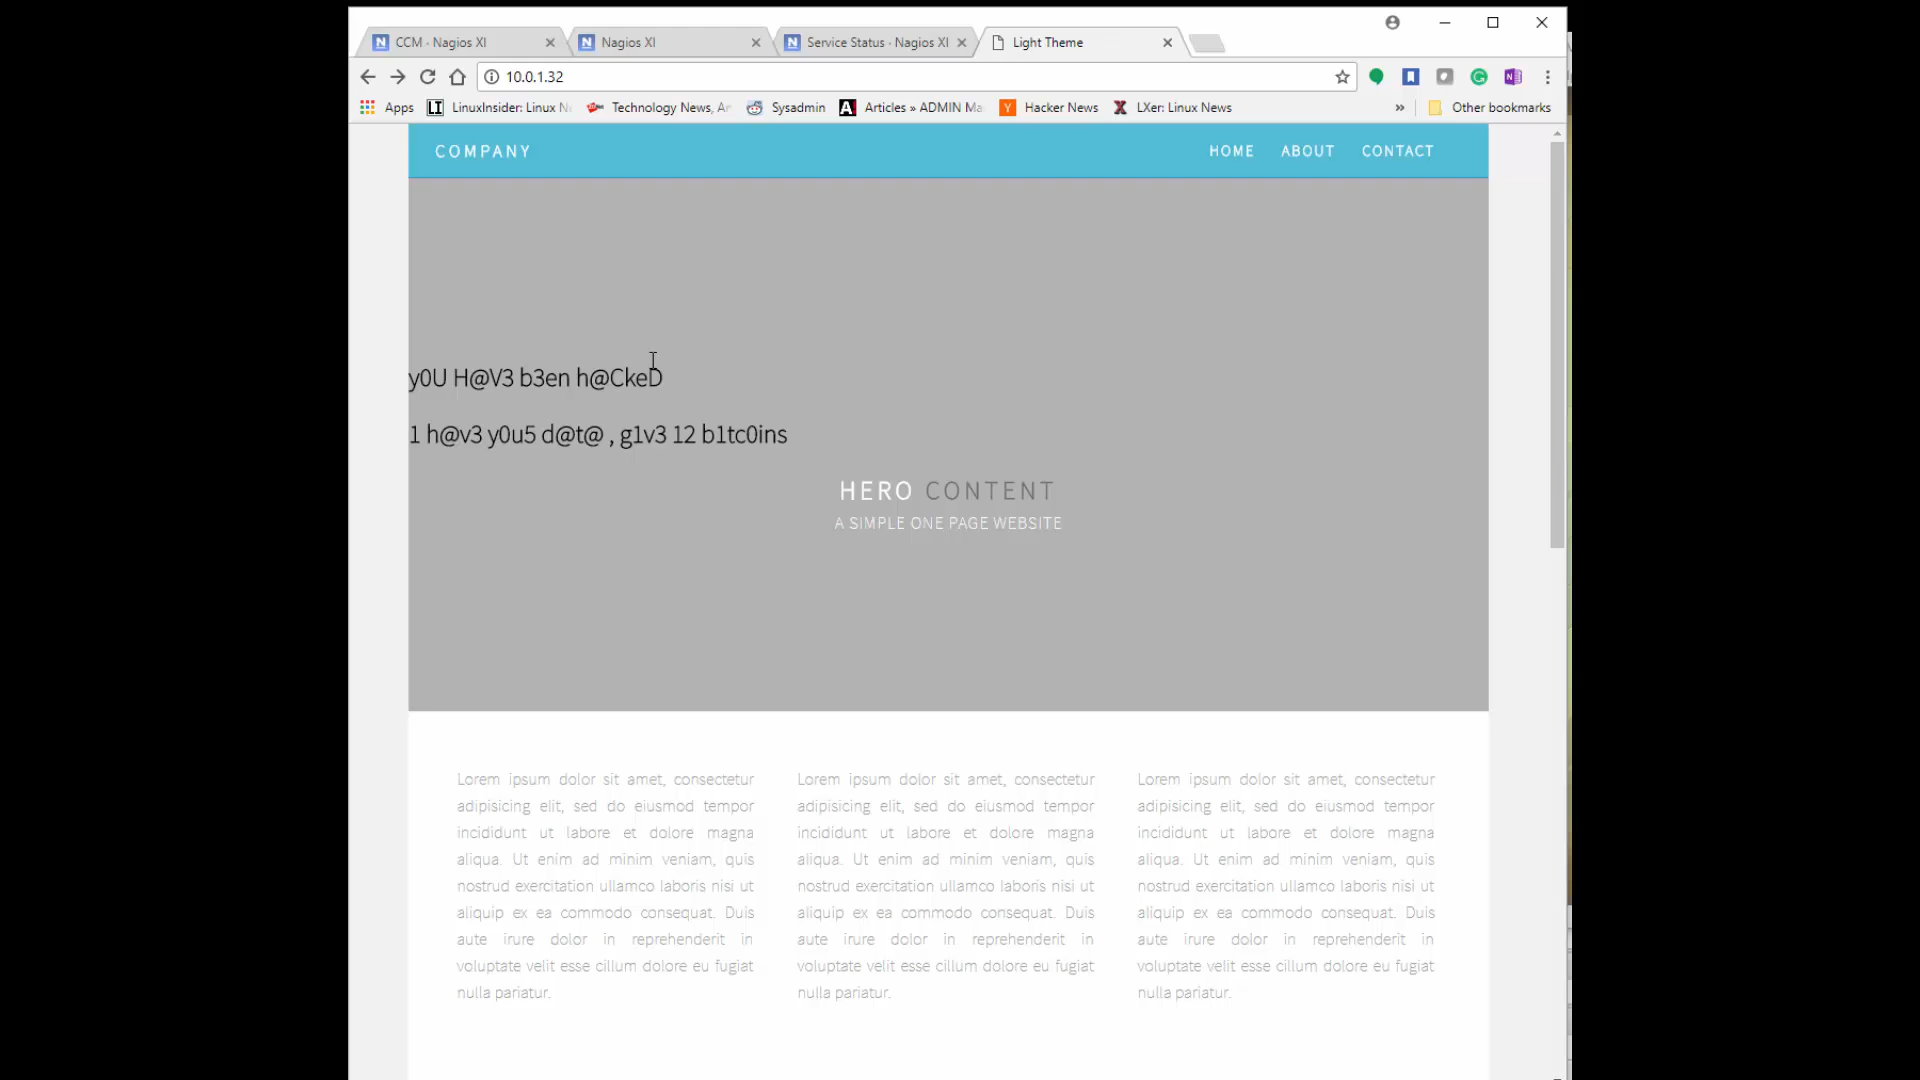 CCM - Nagios XI
Nagios XI
Service Status - Nagios XI
Light Theme
10.0.1.32
Apps
LinuxInsider: Linux N
Technology News, A
Sysadmin
Articles » ADMIN Ma
Hacker News
LXer: Linux News
»
Other bookmarks
COMPANY
HOME
ABOUT
CONTACT
y0U H@V3 b3en h@CkeD
1 h@v3 y0u5 d@t@ , g1v3 12 b1tc0ins
HERO CONTENT
A SIMPLE ONE PAGE WEBSITE
Lorem ipsum dolor sit amet, consectetur
adipisicing elit, sed do eiusmod tempor
incididunt ut labore et dolore magna
aliqua. Ut enim ad minim veniam, quis
nostrud exercitation ullamco laboris nisi ut
aliquip ex ea commodo consequat. Duis
aute irure dolor in reprehenderit in
voluptate velit esse cillum dolore eu fugiat
nulla pariatur.
Lorem ipsum dolor sit amet, consectetur
adipisicing elit, sed do eiusmod tempor
incididunt ut labore et dolore magna
aliqua. Ut enim ad minim veniam, quis
nostrud exercitation ullamco laboris nisi ut
aliquip ex ea commodo consequat. Duis
aute irure dolor in reprehenderit in
voluptate velit esse cillum dolore eu fugiat
nulla pariatur.
Lorem ipsum dolor sit amet, consectetur
adipisicing elit, sed do eiusmod tempor
incididunt ut labore et dolore magna
aliqua. Ut enim ad minim veniam, quis
nostrud exercitation ullamco laboris nisi ut
aliquip ex ea commodo consequat. Duis
aute irure dolor in reprehenderit in
voluptate velit esse cillum dolore eu fugiat
nulla pariatur.